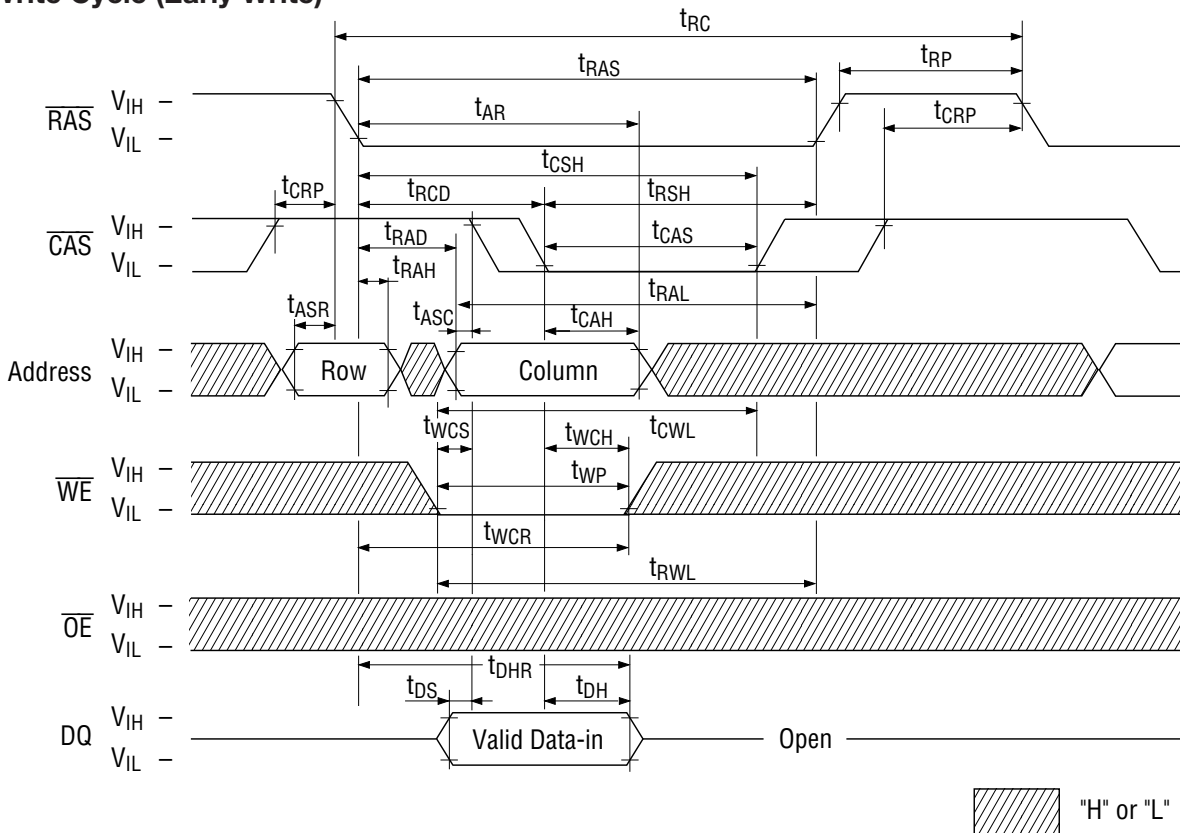 Write Cycle (Early Write)
tRC
tRAS
tRP
RAS
VIH –
VIL –
tAR
tCRP
tCSH
tCRP
tRCD
tRSH
CAS
VIH –
VIL –
tRAD
tCAS
tRAH
tRAL
tASR
tASC
tCAH
Address
VIH –
VIL –
Row
Column
tWCS
tWCH
tCWL
WE
VIH –
VIL –
tWP
tWCR
tRWL
OE
VIH –
VIL –
tDHR
tDS
tDH
DQ
VIH –
VIL –
Valid Data-in
Open
"H" or "L"